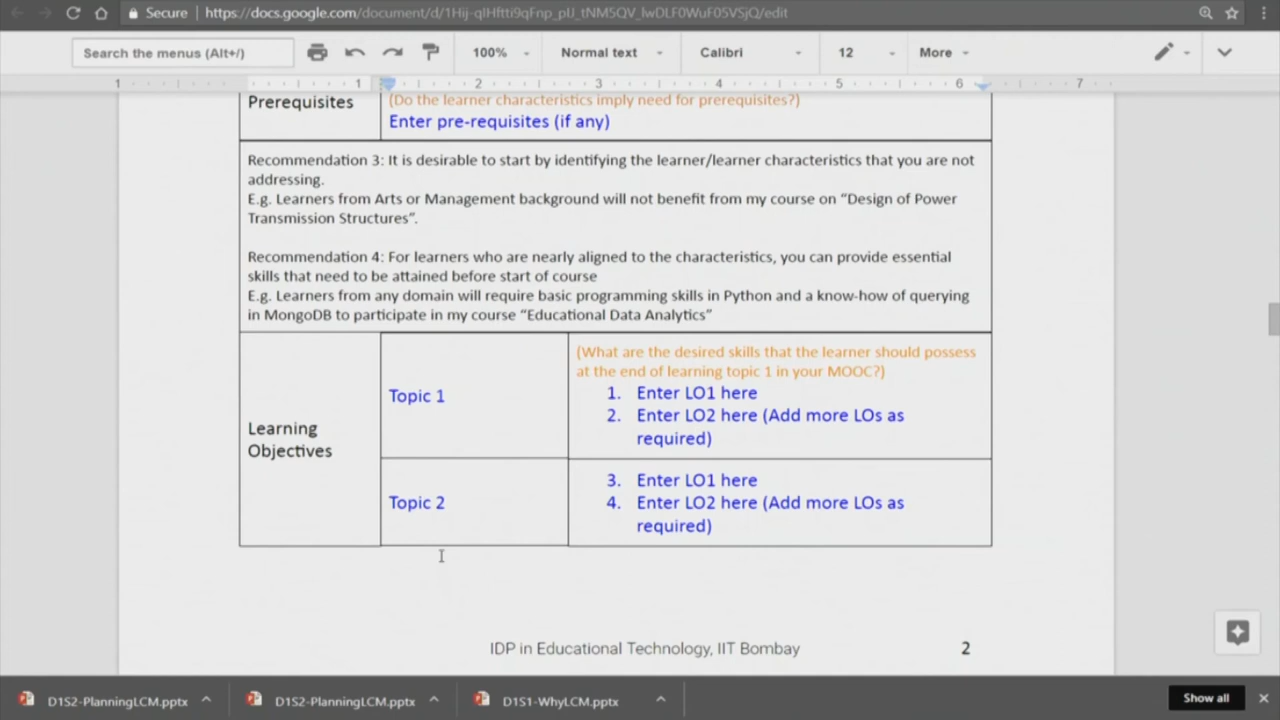 Secure
https://docs.google.com/document/d/1Hij-qIHftti9qFnp_pU_tNM5QV_lwDLF0WuF05VSjQ/edit
Search the menus (Alt+/)
100%
Normal text
Calibri
12
More
1 1 2 3 4 5 6 7
Prerequisites
(Do the learner characteristics imply need for prerequisites?)
Enter pre-requisites (if any)
Recommendation 3: It is desirable to start by identifying the learner/learner characteristics that you are not
addressing.
E.g. Learners from Arts or Management background will not benefit from my course on “Design of Power
Transmission Structures”.
Recommendation 4: For learners who are nearly aligned to the characteristics, you can provide essential
skills that need to be attained before start of course
E.g. Learners from any domain will require basic programming skills in Python and a know-how of querying
in MongoDB to participate in my course “Educational Data Analytics”
Learning
Objectives
Topic 1
(What are the desired skills that the learner should possess
at the end of learning topic 1 in your MOOC?)
1. Enter LO1 here
2. Enter LO2 here (Add more LOs as
required)
Topic 2
3. Enter LO1 here
4. Enter LO2 here (Add more LOs as
required)
IDP in Educational Technology, IIT Bombay
2
D1S2-PlanningLCM.pptx
D1S2-PlanningLCM.pptx
D1S1-WhyLCM.pptx
Show all